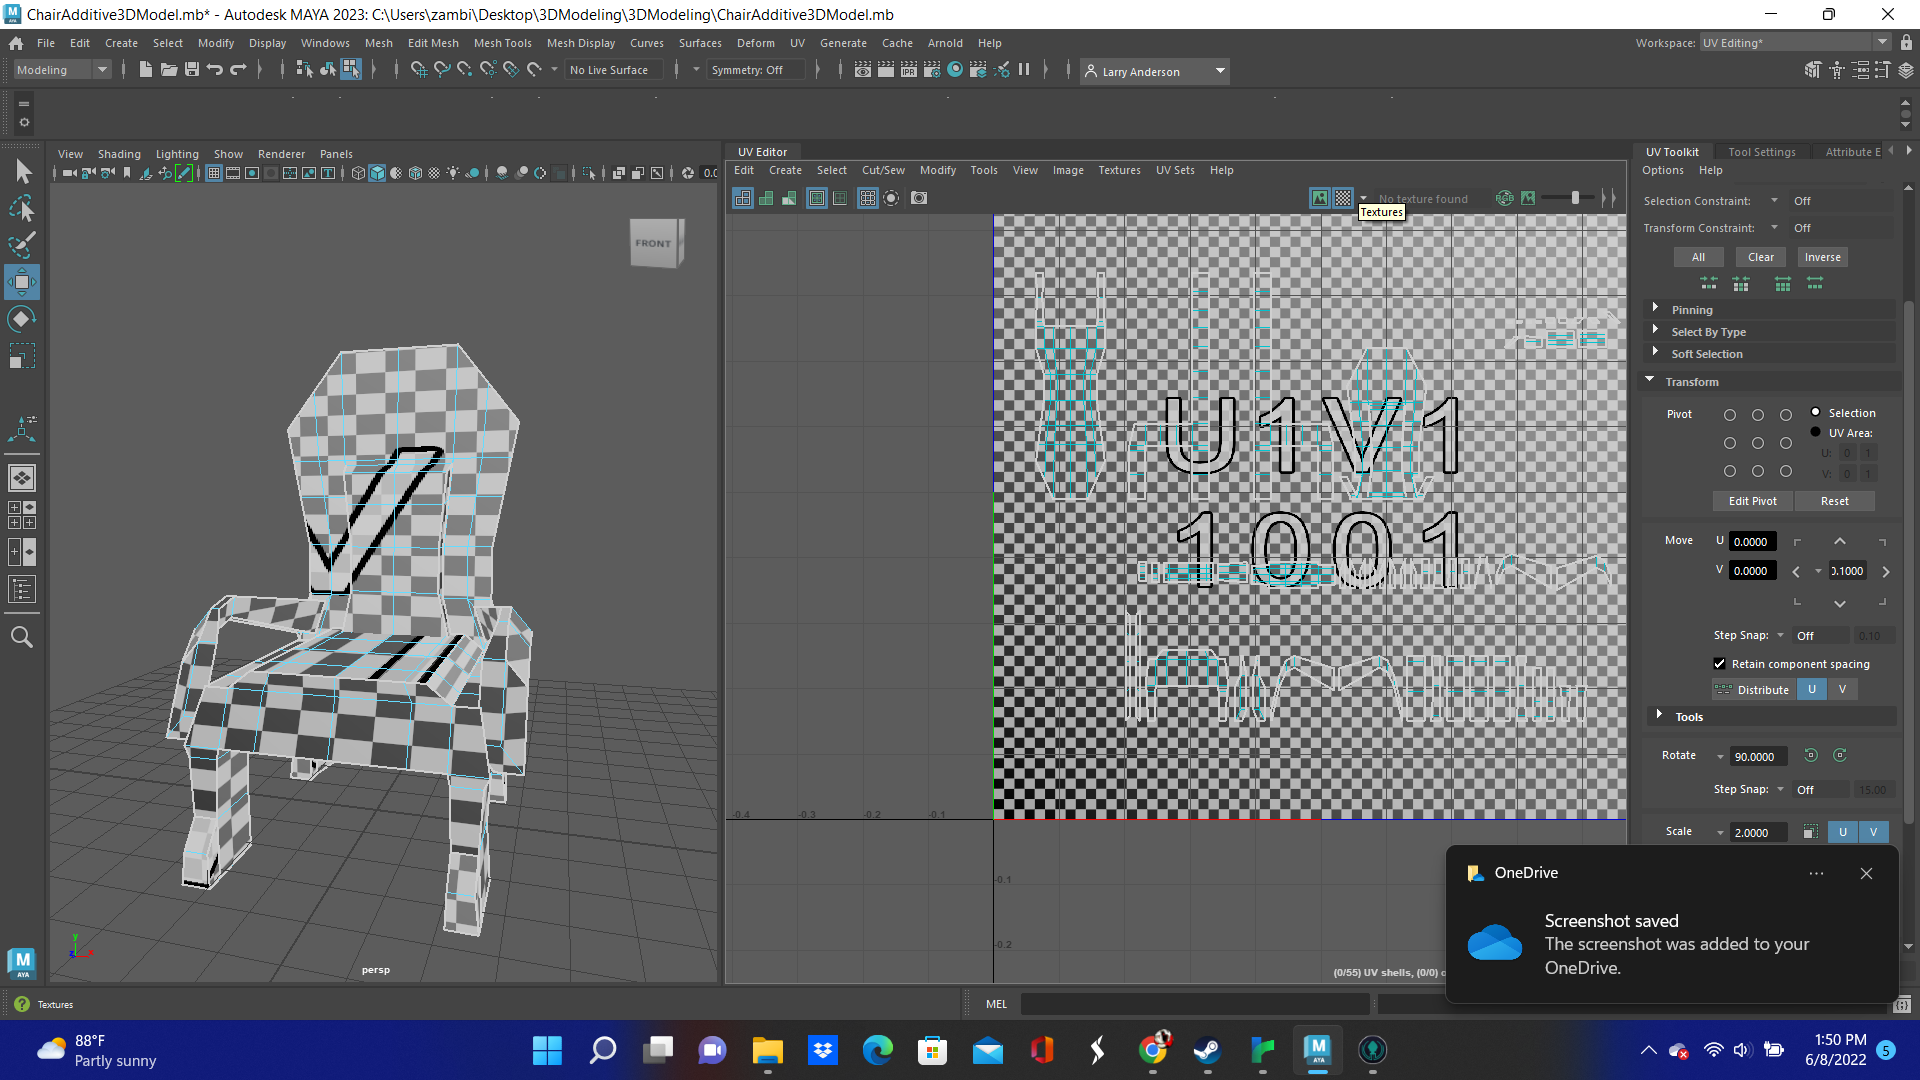 ChairAdditive3DModel.mb* - Autodesk MAYA 2023: C:\Users\zambi\Desktop\3DModeling\3DModeling\ChairAdditive3DModel.mb
File Edit Create Select Modify Display Windows Mesh Edit Mesh Mesh Tools Mesh Display Curves Surfaces Deform UV Generate Cache Arnold Help
Workspace: UV Editing*
Modeling
No Live Surface
Symmetry: Off
Larry Anderson
View Shading Lighting Show Renderer Panels
0.0
FRONT
persp
UV Editor
Edit Create Select Cut/Sew Modify Tools View Image Textures UV Sets Help
No texture found
Textures
U1V1
1001
-0.4 -0.3 -0.2 -0.1
-0.1
-0.2
(0/55) UV shells, (0/0)
UV Toolkit Tool Settings Attribute E
Options Help
Selection Constraint: Off
Transform Constraint: Off
All Clear Inverse
Pinning
Select By Type
Soft Selection
Transform
Pivot
Selection
UV Area:
U: 0 1
V: 0 1
Edit Pivot Reset
Move U 0.0000
V 0.0000
0.1000
Step Snap: Off 0.10
Retain component spacing
Distribute U V
Tools
Rotate 90.0000
Step Snap: Off 15.00
Scale 2.0000 U V
OneDrive
Screenshot saved
The screenshot was added to your
OneDrive.
Textures
MEL
88°F
Partly sunny
1:50 PM
6/8/2022
5